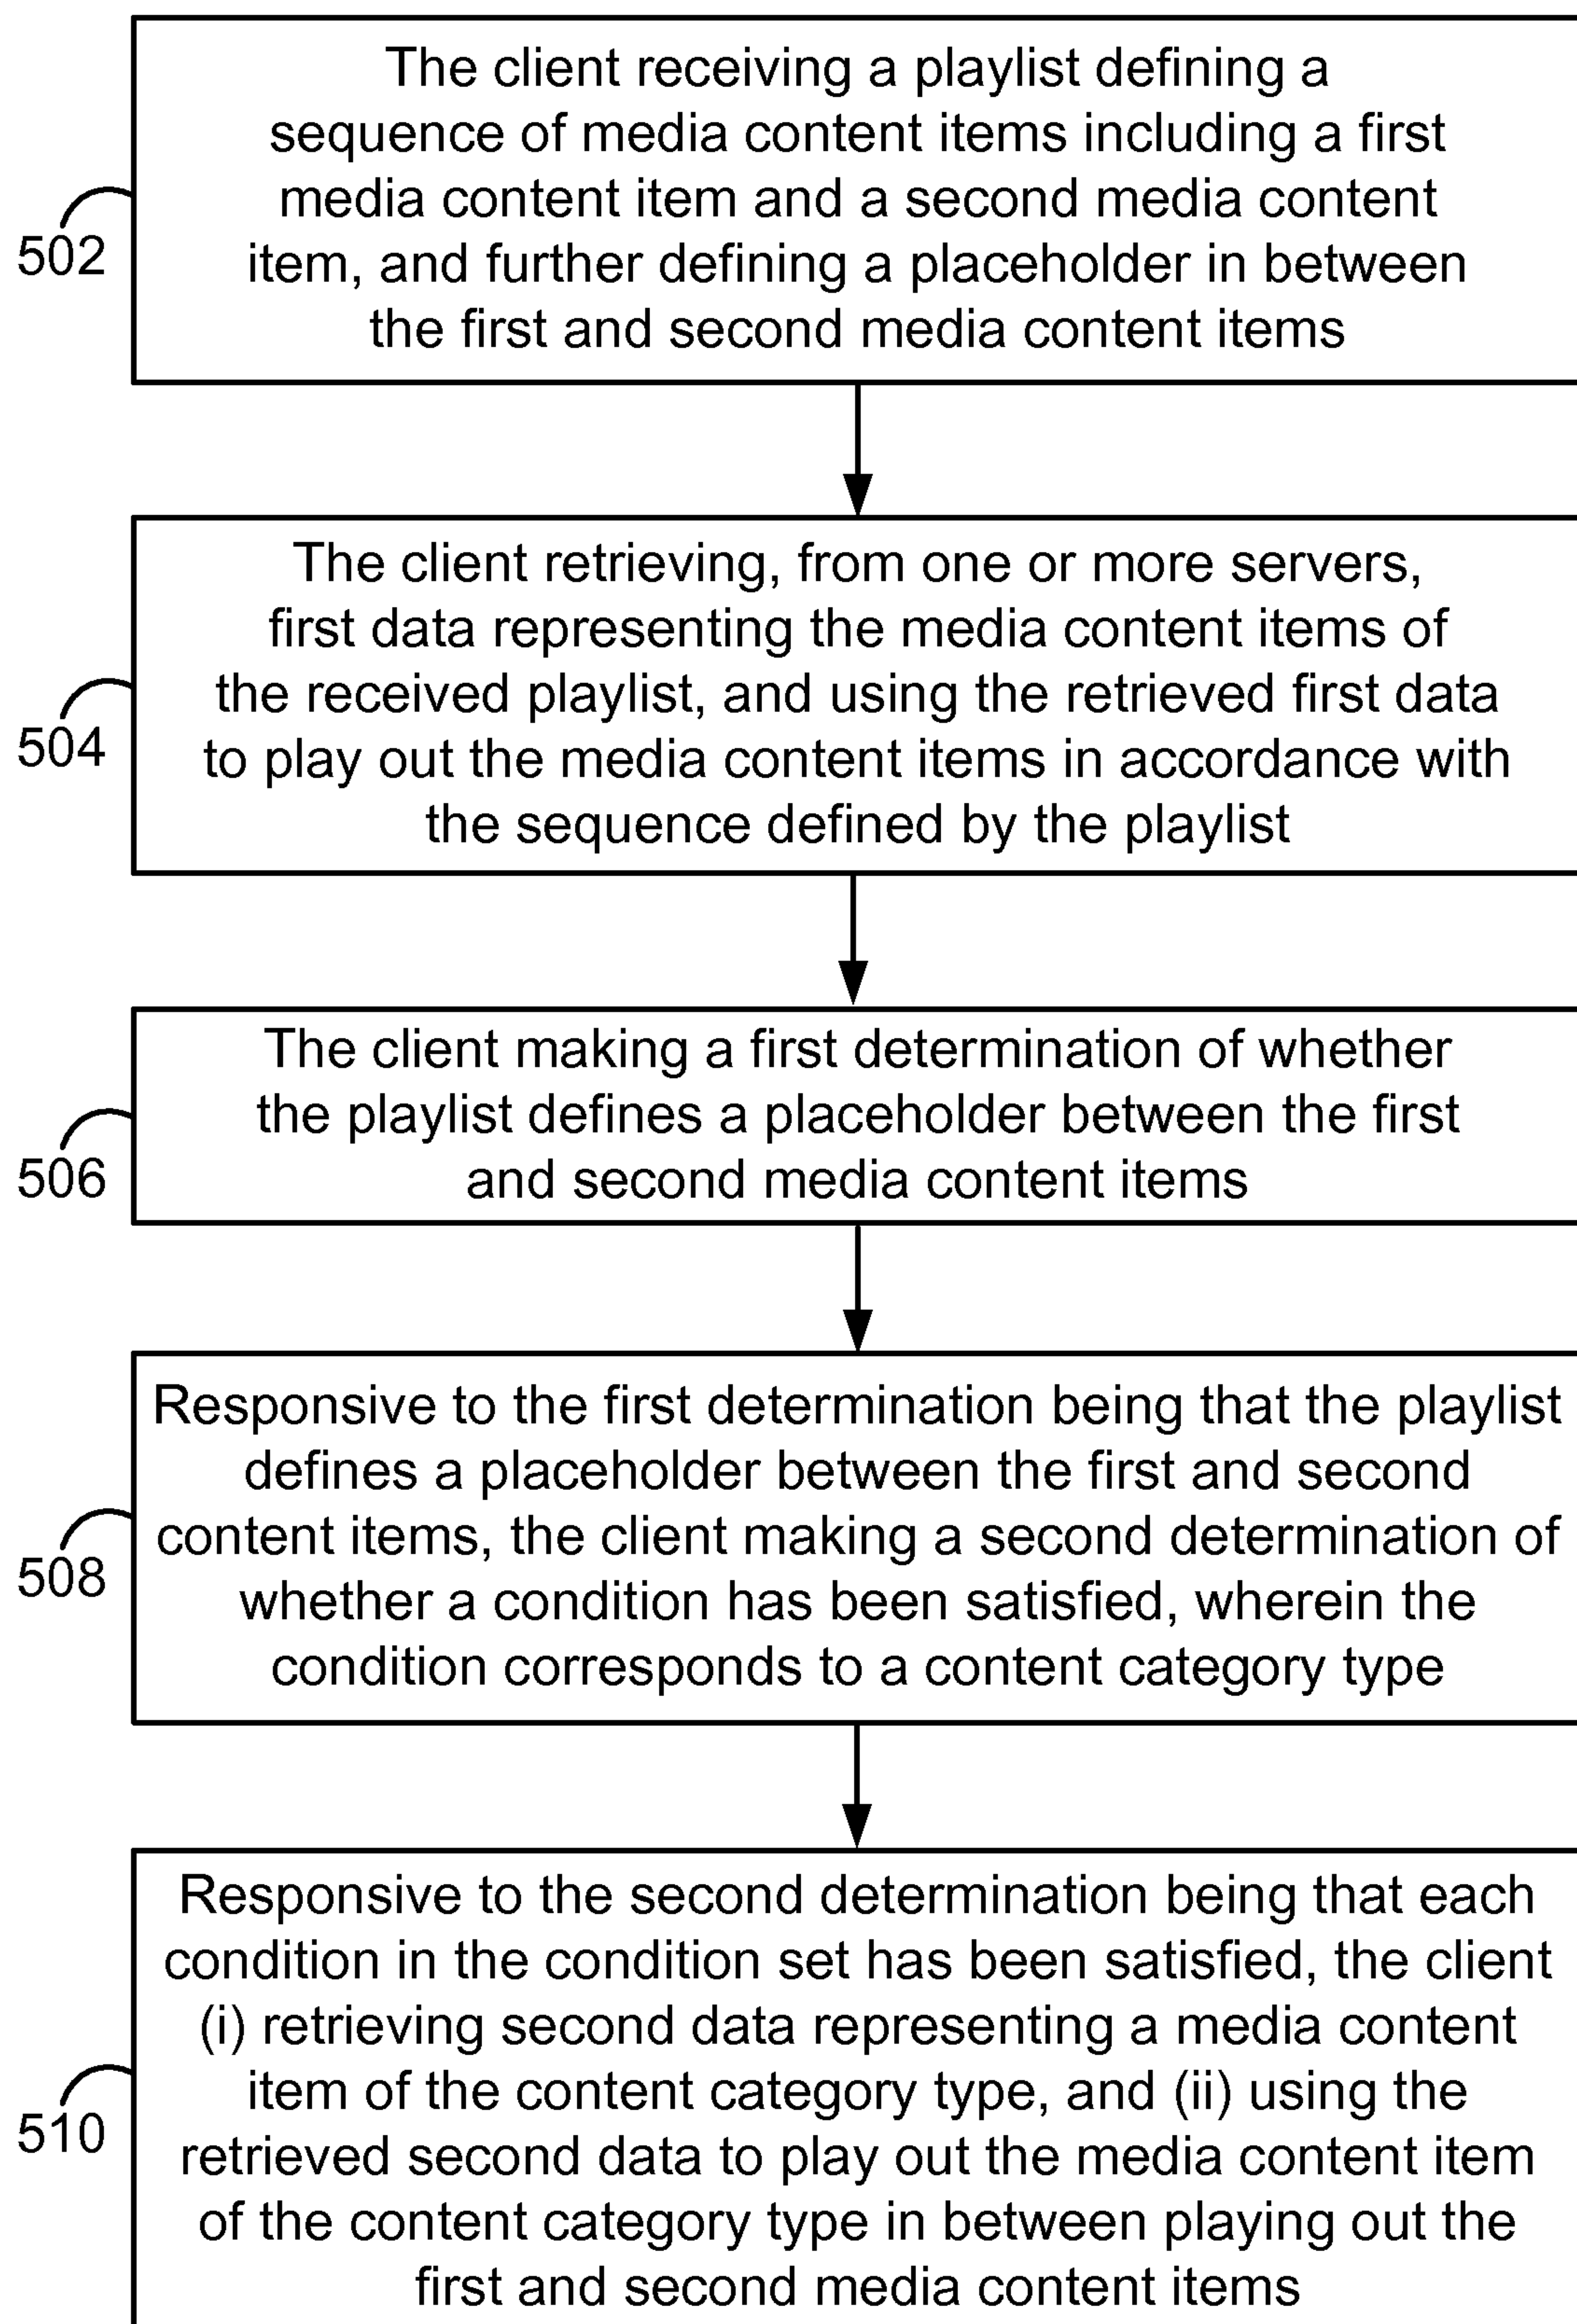 The client receiving a playlist defining a
sequence of media content items including a first
media content item and a second media content
item, and further defining a placeholder in between
the first and second media content items
502
The client retrieving, from one or more servers,
first data representing the media content items of
the received playlist, and using the retrieved first data
to play out the media content items in accordance with
the sequence defined by the playlist
504
The client making a first determination of whether
the playlist defines a placeholder between the first
and second media content items
506
Responsive to the first determination being that the playlist
defines a placeholder between the first and second
content items, the client making a second determination of
whether a condition has been satisfied, wherein the
condition corresponds to a content category type
508
Responsive to the second determination being that each
condition in the condition set has been satisfied, the client
(i) retrieving second data representing a media content
item of the content category type, and (ii) using the
retrieved second data to play out the media content item
of the content category type in between playing out the
first and second media content items
510